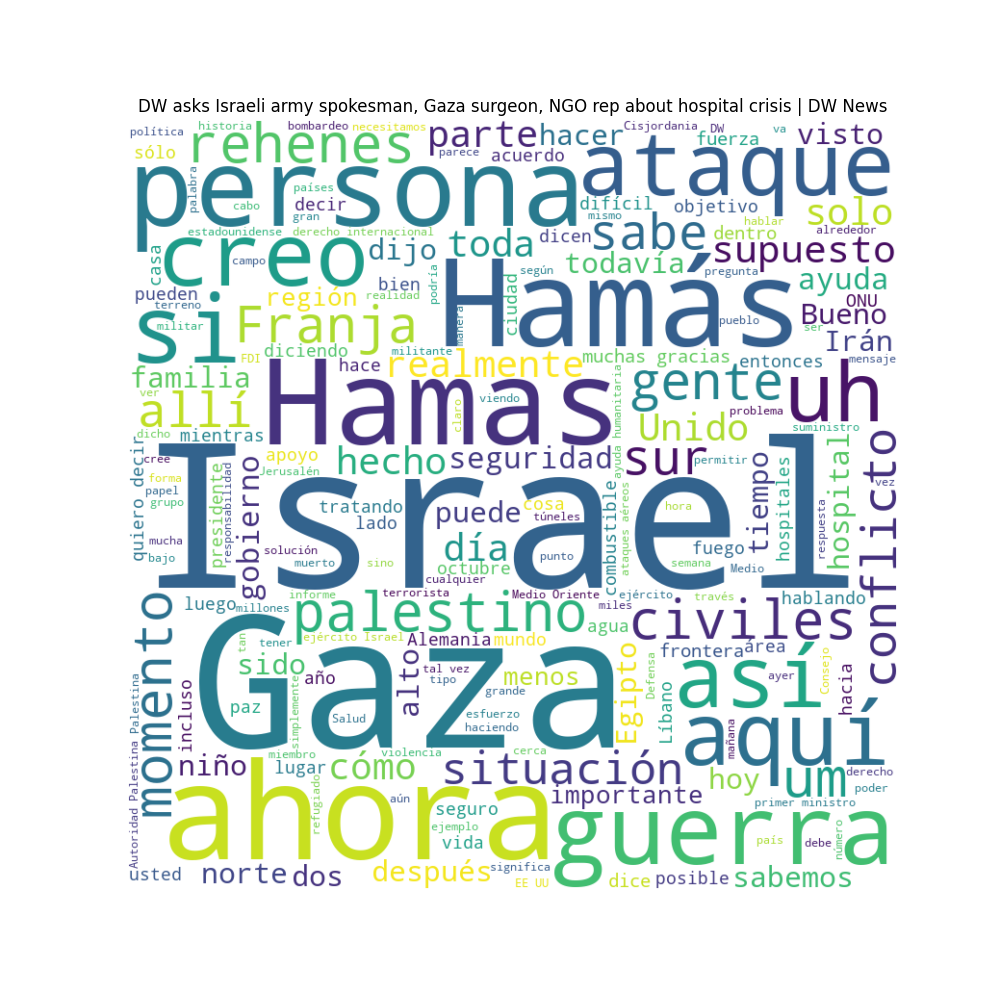 DW asks Israeli army spokesman, Gaza surgeon, NGO rep about hospital crisis | DW News
política
historia
bombardeo
necesitamos
parte
hacer
Cisjordania
DW
va
visto
sólo
rehenes
parece
acuerdo
fuerza
palabra
persona
ataque
países
decir
difícil
mismo
objetivo
hablar
solo
cabo
gran
estadounidense
derecho internacional
dijo
toda
dicen
sabe
dentro
alrededor
supuesto
casa
creo
campo
bien
podría
Hamás
según
ciudad
todavía
pregunta
ayuda
pueden
terreno
región
realidad
manera
pueblo
ONU
Bueno
militar
si
Franja
ser
Irán
FDI
diciendo
militante
realmente
muchas gracias
entonces
mensaje
familia
hace
ver
allí
Hamas
claro
viendo
ayuda humanitaria
gente
uh
problema
dicho
mientras
Unido
suministro
quiero decir
cree
apoyo
hecho
seguridad
sur
permitir
forma
Jerusalén
papel
grupo
presidente
responsabilidad
gobierno
Israel
tratando
lado
puede
cosa
túneles
combustible
ataques aéreos
hora
tiempo
hospitales
respuesta
hospital
conflicto
vez
mucha
bajo
solución
muerto
sino
día
octubre
punto
fuego
semana
Medio
cualquier
informe
terrorista
Medio Oriente
ejército
través
momento
luego
millones
palestino
miles
agua
civiles
hablando
tan
tener
ejército Israel
Alemania
mundo
frontera
área
sido
Gaza
alto
tal vez
tipo
menos
Egipto
Defensa
Líbano
así
ayer
Consejo
hacia
Autoridad Palestina Palestina
incluso
paz
simplemente
año
Salud
grande
esfuerzo
haciendo
aquí
mañana
miembro
violencia
cerca
niño
lugar
cómo
situación
hoy
um
derecho
poder
refugiado
aún
importante
primer ministro
ahora
seguro
ejemplo
vida
guerra
país
debe
número
usted
norte
dos
después
significa
EE UU
dice
posible
sabemos